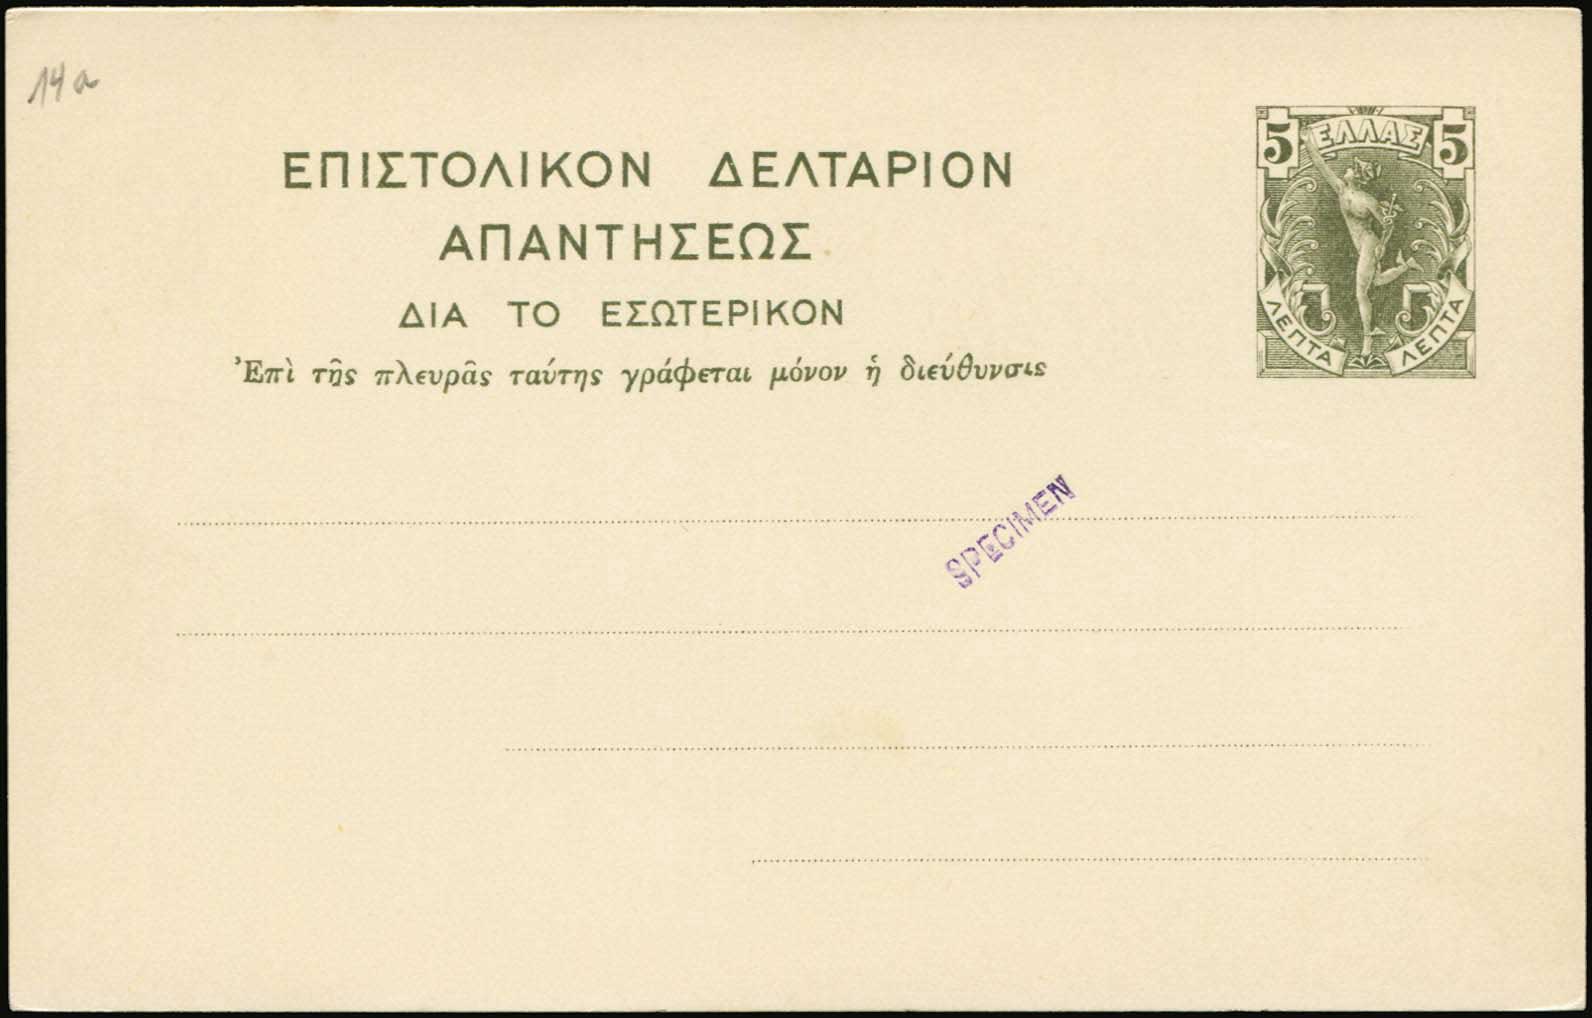 14 a
5 ΕΛΛΑΣ 5
ΕΠΙΣΤΟΛΙΚΟΝ ΔΕΛΤΑΡΙΟΝ
ΑΠΑΝΤΗΣΕΩΣ
ΔΙΑ ΤΟ ΕΣΩΤΕΡΙΚΟΝ
5 5
ΛΕΠΤΑ ΛΕΠΤΑ
Ἐπὶ τῆς πλευρᾶς ταύτης γράφεται μόνον ἡ διεύθυνσις
SPECIMEN